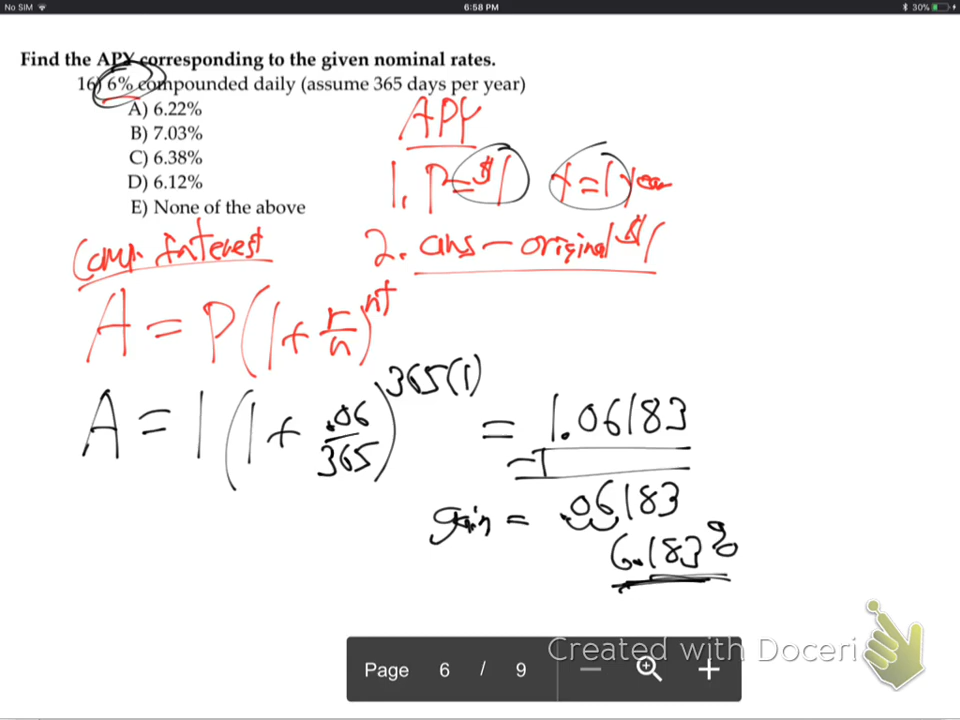 No SIM 6:58 PM 30%
Find the APY corresponding to the given nominal rates.
16) 6% compounded daily (assume 365 days per year)
A) 6.22%
B) 7.03%
C) 6.38%
D) 6.12%
E) None of the above
APY
1. P=$1 t=1 year
2. ans - original $1
Comp. Interest
A = P(1 + r/n)^nt
A = 1(1 + .06/365)^365(1) = 1.06183
-1
gain = .06183
6.183%
Created with Doceri
Page 6 / 9